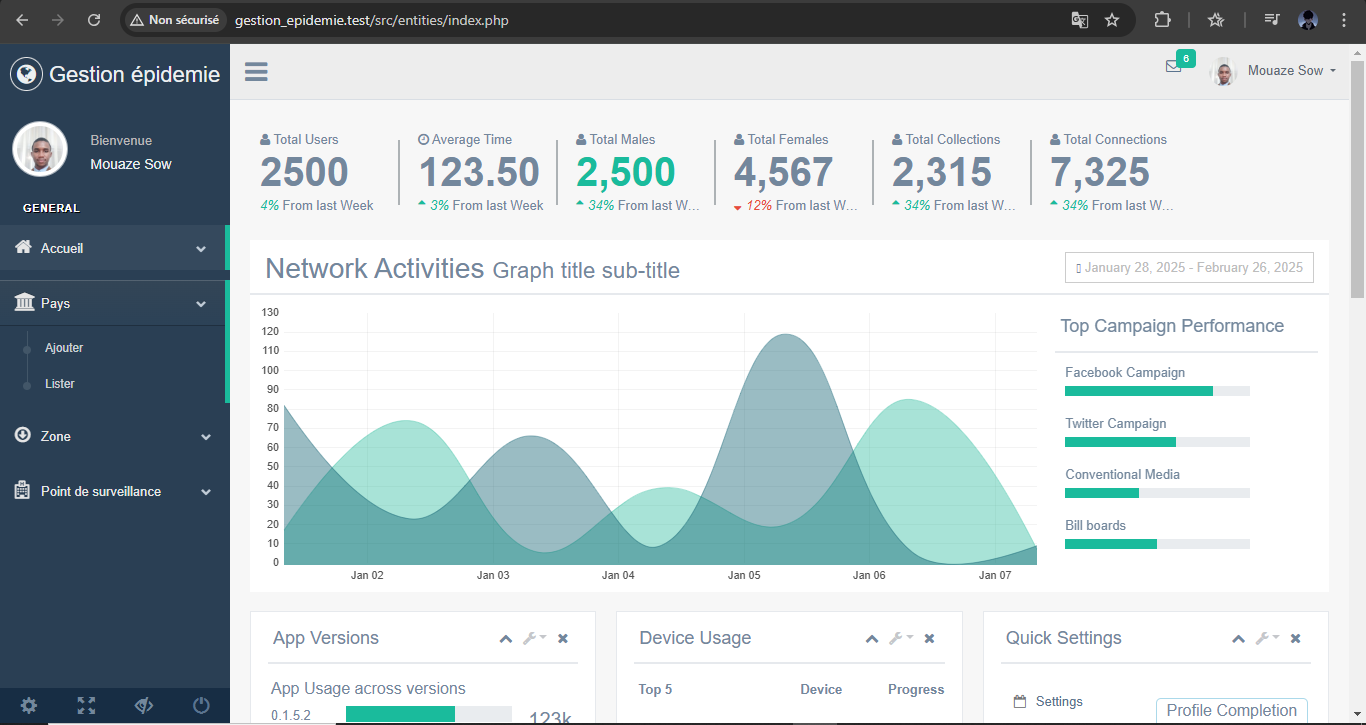 Non sécurisé gestion_epidemie.test/src/entities/index.php
Gestion épidemie
6
Mouaze Sow
Bienvenue
Mouaze Sow
GENERAL
Accueil
Pays
Ajouter
Lister
Zone
Point de surveillance
Total Users
2500
4% From last Week
Average Time
123.50
3% From last Week
Total Males
2,500
34% From last W...
Total Females
4,567
12% From last W...
Total Collections
2,315
34% From last W...
Total Connections
7,325
34% From last W...
Network Activities Graph title sub-title
January 28, 2025 - February 26, 2025
130
120
110
100
90
80
70
60
50
40
30
20
10
0
Jan 02 Jan 03 Jan 04 Jan 05 Jan 06 Jan 07
Top Campaign Performance
Facebook Campaign
Twitter Campaign
Conventional Media
Bill boards
App Versions
App Usage across versions
0.1.5.2 123k
Device Usage
Top 5 Device Progress
Quick Settings
Settings
Profile Completion